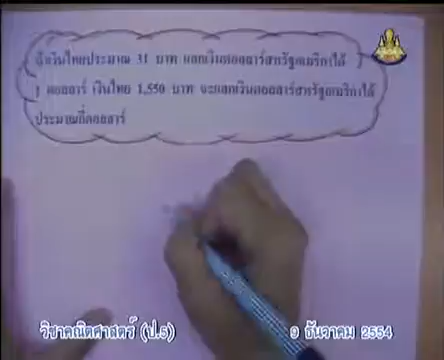 ถ้าเงินไทยประมาณ 31 บาท แลกเงินดอลลาร์สหรัฐอเมริกาได้
1 ดอลลาร์ เงินไทย 1,550 บาท จะแลกเงินดอลลาร์สหรัฐอเมริกาได้
ประมาณกี่ดอลลาร์
วิชาคณิตศาสตร์ (ป.5)
9 ธันวาคม 2554